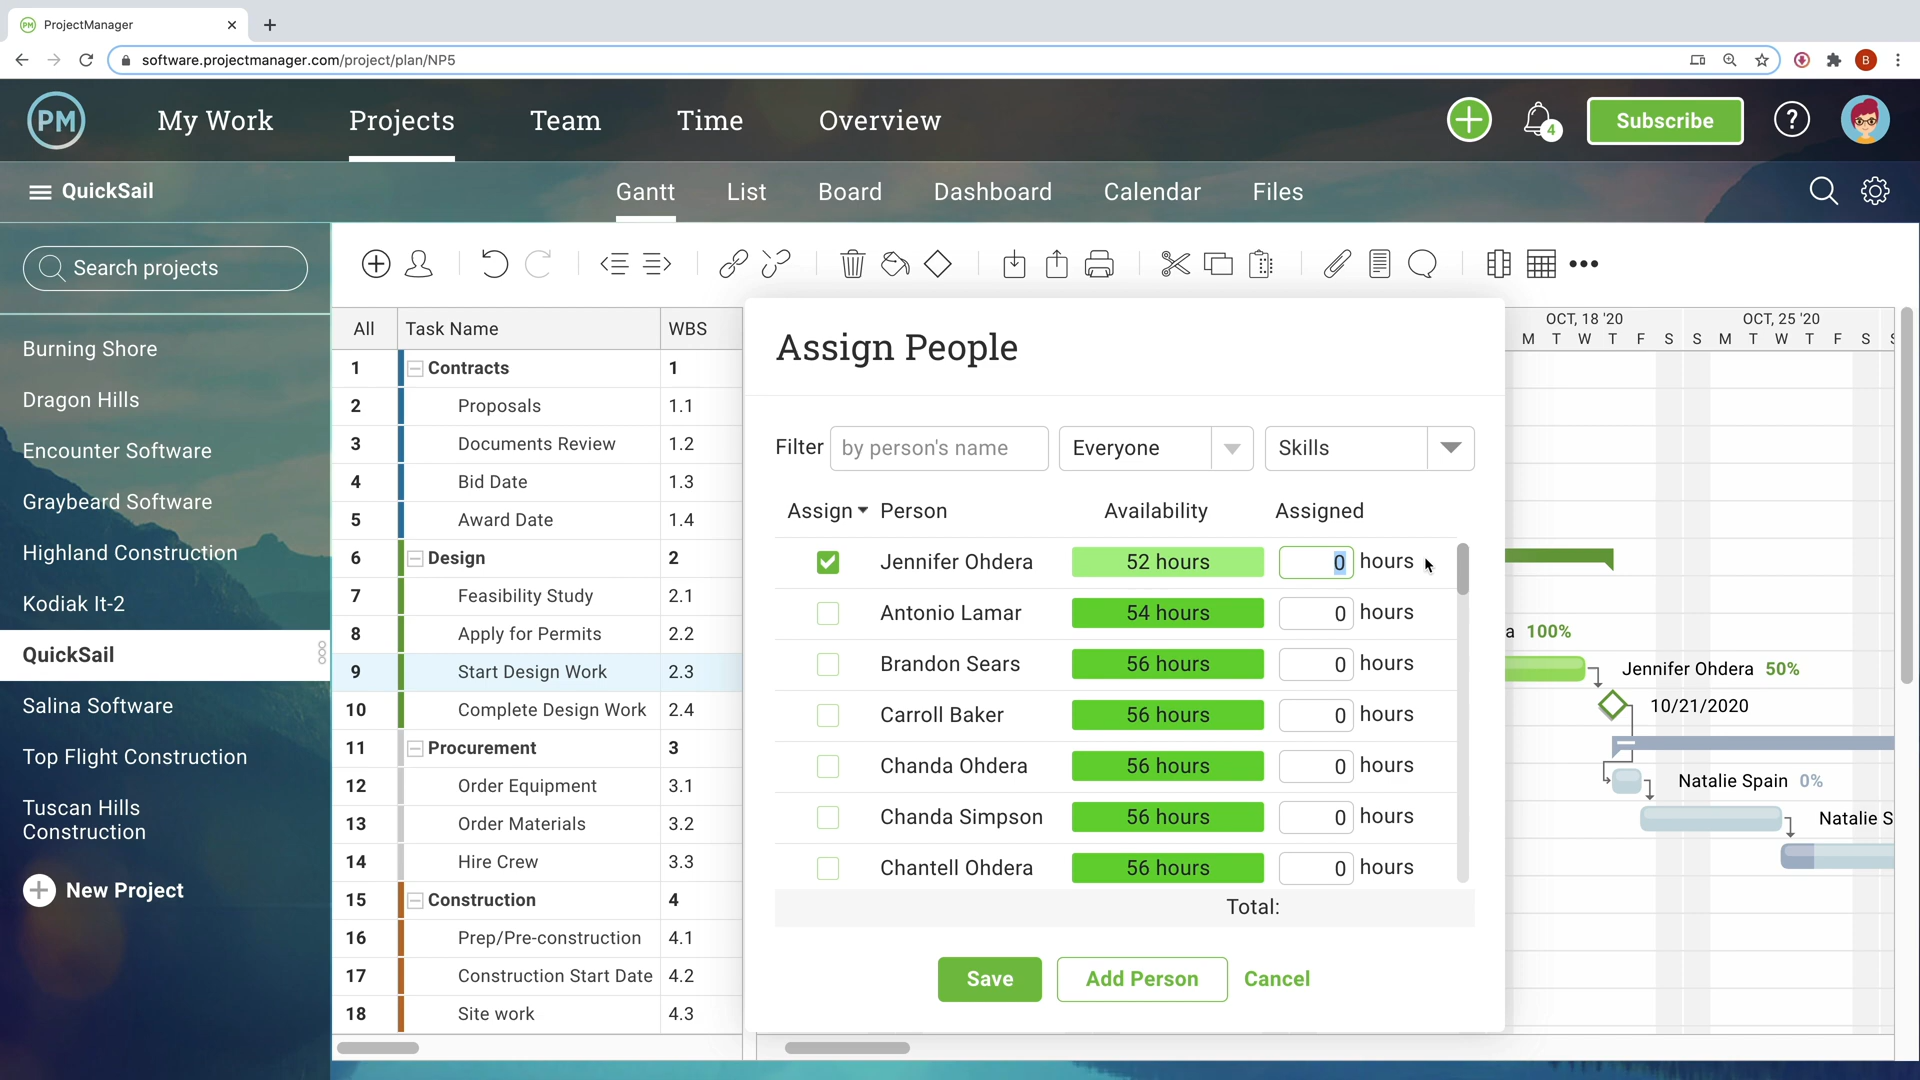 PM ProjectManager
software.projectmanager.com/project/plan/NP5
B
PM My Work Projects Team Time Overview 4 Subscribe ?
QuickSail Gantt List Board Dashboard Calendar Files
Search projects
Burning Shore
Dragon Hills
Encounter Software
Graybeard Software
Highland Construction
Kodiak It-2
QuickSail
Salina Software
Top Flight Construction
Tuscan Hills
Construction
New Project
All Task Name WBS
1 Contracts 1
2 Proposals 1.1
3 Documents Review 1.2
4 Bid Date 1.3
5 Award Date 1.4
6 Design 2
7 Feasibility Study 2.1
8 Apply for Permits 2.2
9 Start Design Work 2.3
10 Complete Design Work 2.4
11 Procurement 3
12 Order Equipment 3.1
13 Order Materials 3.2
14 Hire Crew 3.3
15 Construction 4
16 Prep/Pre-construction 4.1
17 Construction Start Date 4.2
18 Site work 4.3
Assign People
Filter by person's name Everyone Skills
Assign Person Availability Assigned
Jennifer Ohdera 52 hours 0 hours
Antonio Lamar 54 hours 0 hours
Brandon Sears 56 hours 0 hours
Carroll Baker 56 hours 0 hours
Chanda Ohdera 56 hours 0 hours
Chanda Simpson 56 hours 0 hours
Chantell Ohdera 56 hours 0 hours
Total:
Save Add Person Cancel
OCT, 18 '20 OCT, 25 '20
M T W T F S S M T W T F S
a 100%
Jennifer Ohdera 50%
10/21/2020
Natalie Spain 0%
Natalie S